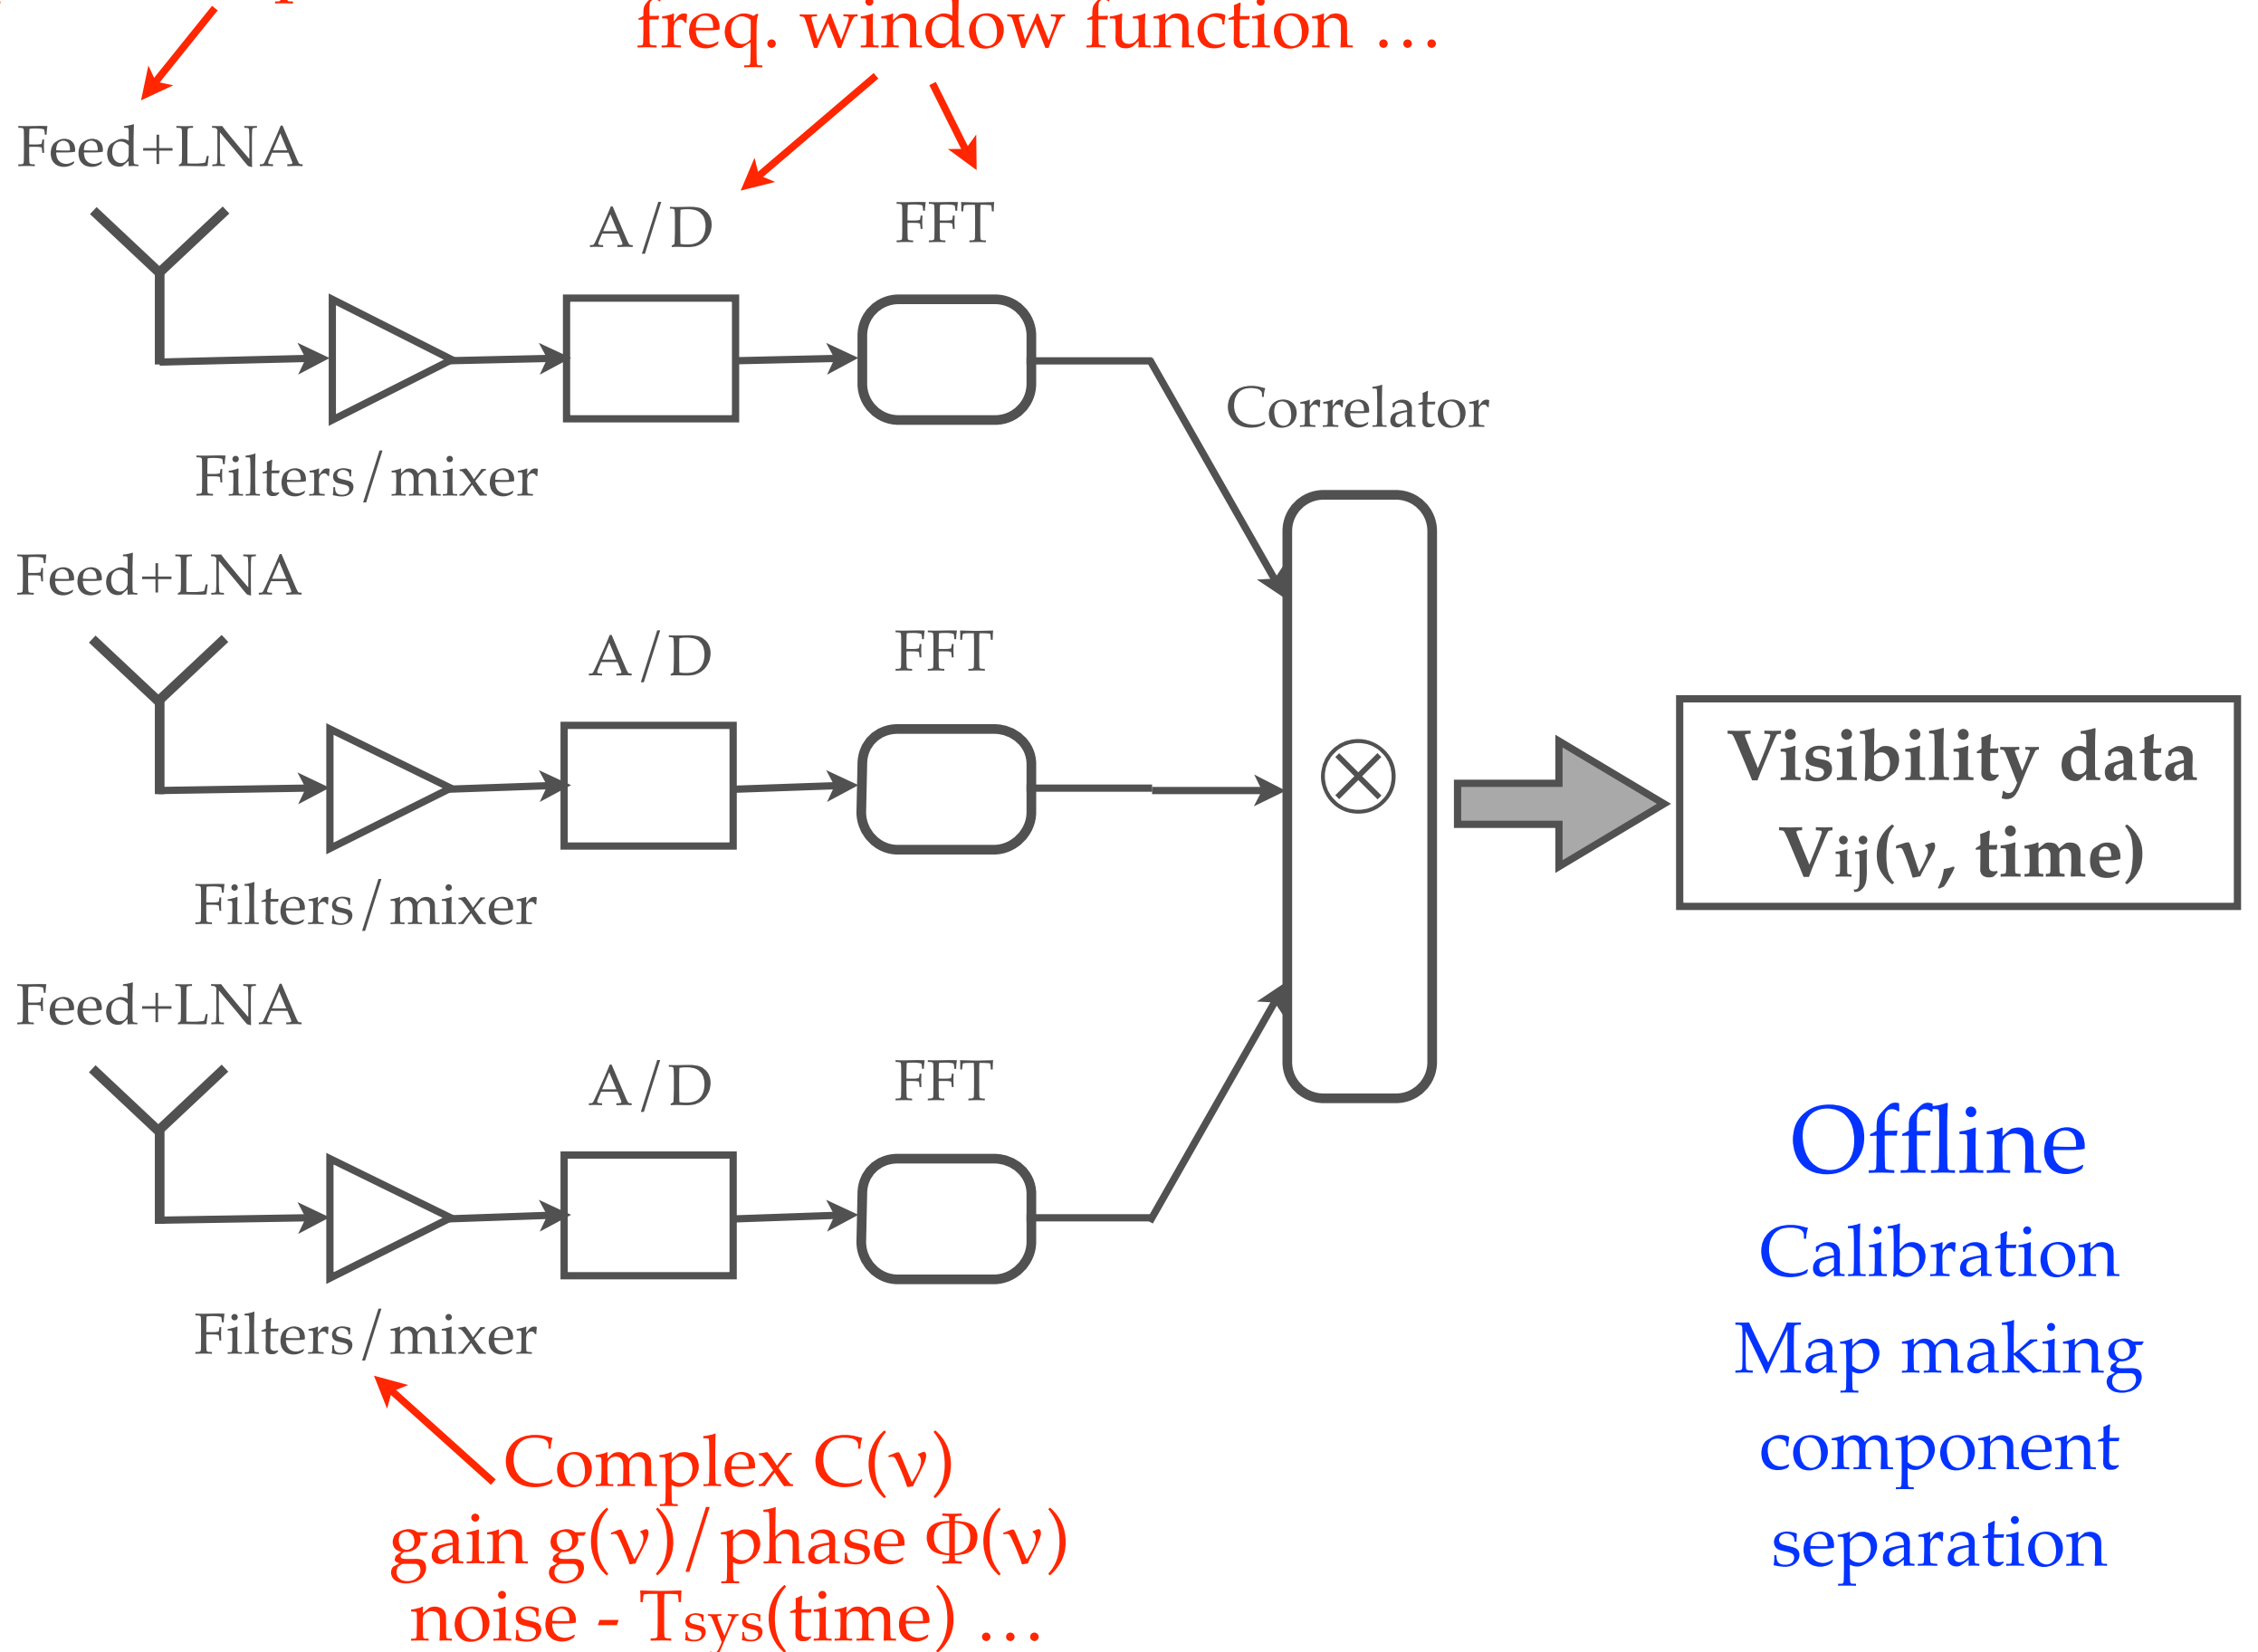 freq. window function ...
Feed+LNA
A/D
FFT
Correlator
Filters/mixer
Feed+LNA
A/D
FFT
Visibility data
Vij(ν, time)
Filters/mixer
Feed+LNA
A/D
FFT
Filters/mixer
Offline
Calibration
Map making
component
separation
Complex C(ν)
gain g(ν)/phase Φ(ν)
noise - Tsys(time) ...